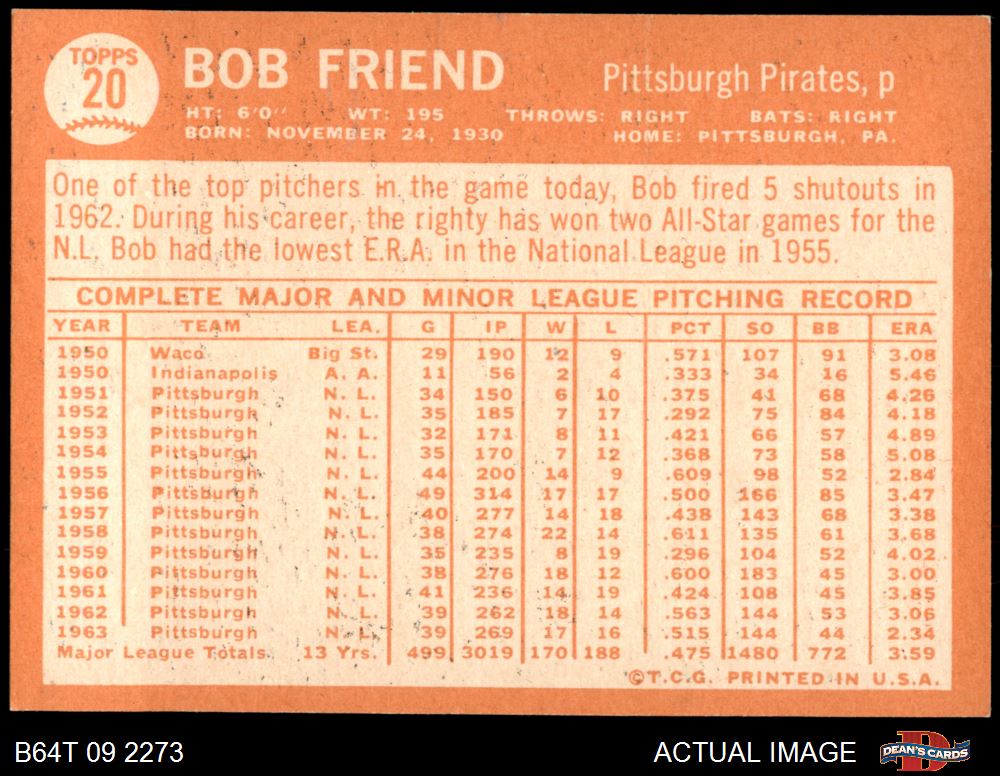 TOPPS
20
BOB FRIEND
Pittsburgh Pirates, p
HT: 6'0" WT: 195 THROWS: RIGHT BATS: RIGHT
BORN: NOVEMBER 24, 1930 HOME: PITTSBURGH, PA.
One of the top pitchers in the game today, Bob fired 5 shutouts in
1962. During his career, the righty has won two All-Star games for the
N.L. Bob had the lowest E.R.A. in the National League in 1955.
COMPLETE MAJOR AND MINOR LEAGUE PITCHING RECORD
YEAR TEAM LEA. G IP W L PCT SO BB ERA
1950 Waco Big St. 29 190 12 9 .571 107 91 3.08
1950 Indianapolis A. A. 11 56 2 4 .333 34 16 5.46
1951 Pittsburgh N. L. 34 150 6 10 .375 41 68 4.26
1952 Pittsburgh N. L. 35 185 7 17 .292 75 84 4.18
1953 Pittsburgh N. L. 32 171 8 11 .421 66 57 4.89
1954 Pittsburgh N. L. 35 170 7 12 .368 73 58 5.08
1955 Pittsburgh N. L. 44 200 14 9 .609 98 52 2.84
1956 Pittsburgh N. L. 49 314 17 17 .500 166 85 3.47
1957 Pittsburgh N. L. 40 277 14 18 .438 143 68 3.38
1958 Pittsburgh N. L. 38 274 22 14 .611 135 61 3.68
1959 Pittsburgh N. L. 35 235 8 19 .296 104 52 4.02
1960 Pittsburgh N. L. 38 276 18 12 .600 183 45 3.00
1961 Pittsburgh N. L. 41 236 14 19 .424 108 45 3.85
1962 Pittsburgh N. L. 39 262 18 14 .563 144 53 3.06
1963 Pittsburgh N. L. 39 269 17 16 .515 144 44 2.34
Major League Totals. 13 Yrs. 499 3019 170 188 .475 1480 772 3.59
©T.C.G. PRINTED IN U.S.A.
B64T 09 2273 ACTUAL IMAGE
D
DEAN'S CARDS